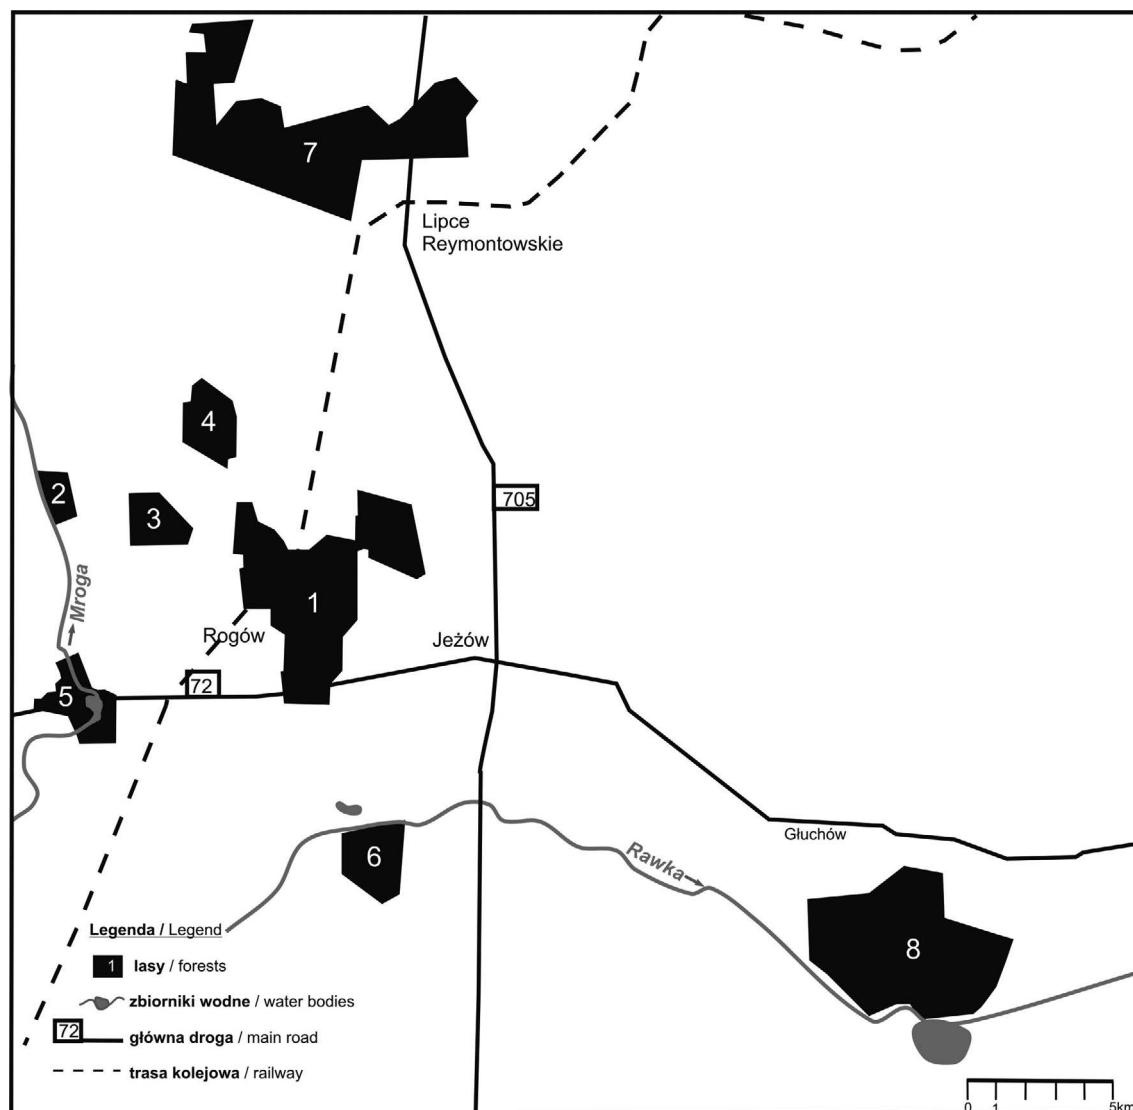 7
Lipce
Reymontowskie
4
2
3
705
Mroga
1
Rogów
Jeżów
72
5
6
Rawka
Głuchów
8
Legenda / Legend
1 lasy / forests
zbiorniki wodne / water bodies
72 główna droga / main road
trasa kolejowa / railway
0 1 5km